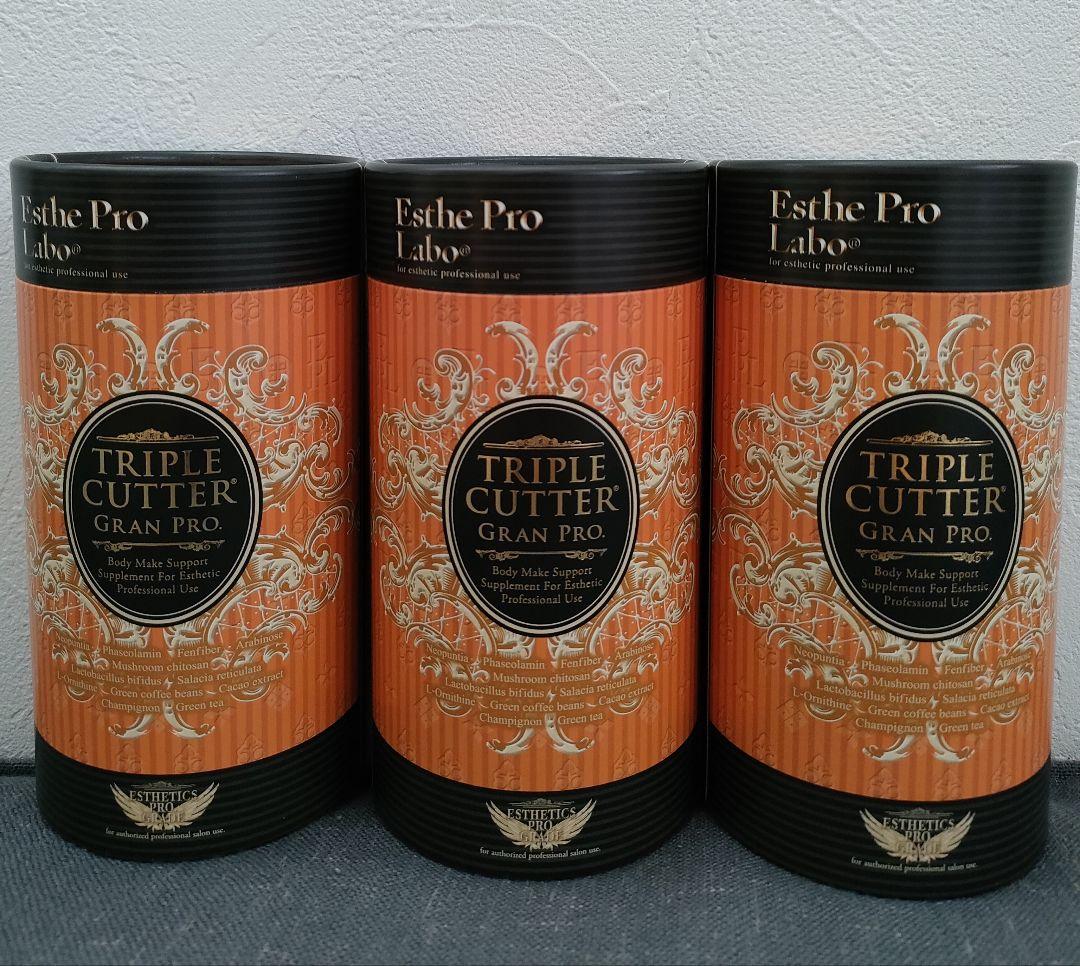 Esthe Pro
Labo®
for esthetic professional use
TRIPLE
CUTTER®
GRAN PRO.
Body Make Support
Supplement For Esthetic
Professional Use
Neopuntia Phaseolamin Fenfiber Arabinose
Mushroom chitosan
Lactobacillus bifidus Salacia reticulata
L-Ornithine Green coffee beans Cacao extract
Champignon Green tea
ESTHETICS
PRO
GRADE
for authorized professional salon use.
Esthe Pro
Labo®
for esthetic professional use
TRIPLE
CUTTER®
GRAN PRO.
Body Make Support
Supplement For Esthetic
Professional Use
Neopuntia Phaseolamin Fenfiber Arabinose
Mushroom chitosan
Lactobacillus bifidus Salacia reticulata
L-Ornithine Green coffee beans Cacao extract
Champignon Green tea
ESTHETICS
PRO
GRADE
for authorized professional salon use.
Esthe Pro
Labo®
for esthetic professional use
TRIPLE
CUTTER®
GRAN PRO.
Body Make Support
Supplement For Esthetic
Professional Use
Neopuntia Phaseolamin Fenfiber Arabinose
Mushroom chitosan
Lactobacillus bifidus Salacia reticulata
L-Ornithine Green coffee beans Cacao extract
Champignon Green tea
ESTHETICS
PRO
GRADE
for authorized professional salon use.